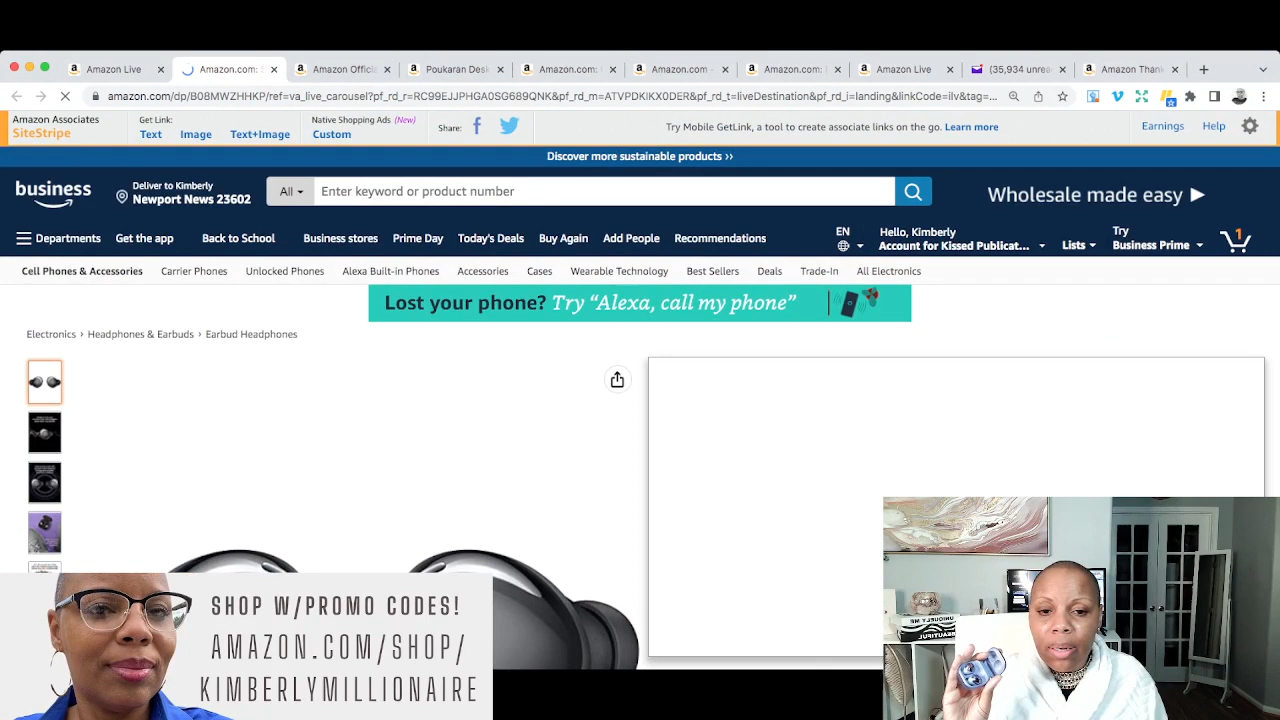 Amazon Live
Amazon.com: S
Amazon Offici
Poukaran Desk
Amazon.com: 
Amazon.com -
Amazon.com: 
Amazon Live
(35,934 unrea
Amazon Thank
amazon.com/dp/B08MWZHHKP/ref=va_live_carousel?pf_rd_r=RC99EJJPHGA0SG689QNK&pf_rd_m=ATVPDKIKX0DER&pf_rd_t=liveDestination&pf_rd_i=landing&linkCode=ilv&tag=...
Amazon Associates
SiteStripe
Get Link:
Text Image Text+Image
Native Shopping Ads (New)
Custom
Share:
Try Mobile GetLink, a tool to create associate links on the go. Learn more
Earnings Help
Discover more sustainable products ››
business
Deliver to Kimberly
Newport News 23602
All
Enter keyword or product number
Wholesale made easy
Departments Get the app Back to School Business stores Prime Day Today's Deals Buy Again Add People Recommendations
EN
Hello, Kimberly
Account for Kissed Publicat...
Lists
Try
Business Prime
1
Cell Phones & Accessories Carrier Phones Unlocked Phones Alexa Built-in Phones Accessories Cases Wearable Technology Best Sellers Deals Trade-In All Electronics
Lost your phone? Try “Alexa, call my phone”
Electronics › Headphones & Earbuds › Earbud Headphones
SHOP W/PROMO CODES!
AMAZON.COM/SHOP/
KIMBERLYMILLIONAIRE
UNIQUELY ME
BEAUTIFUL